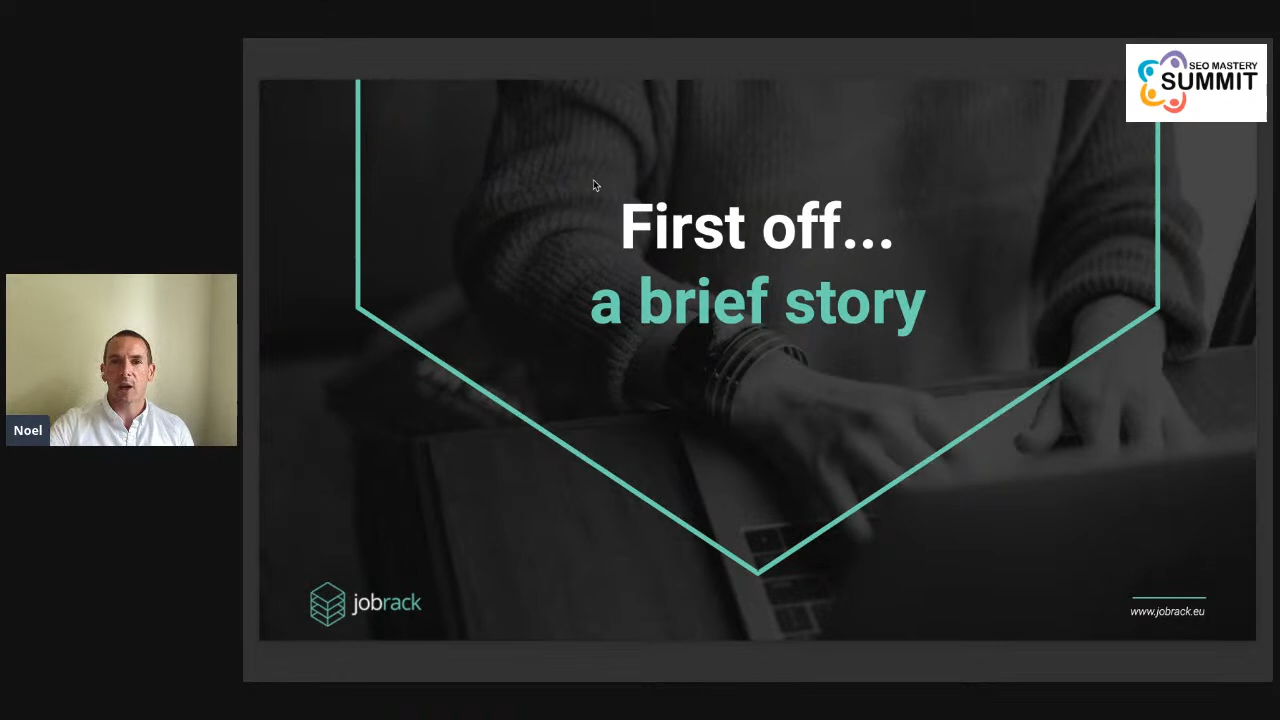 SEO MASTERY
SUMMIT
First off...
a brief story
Noel
jobrack
www.jobrack.eu